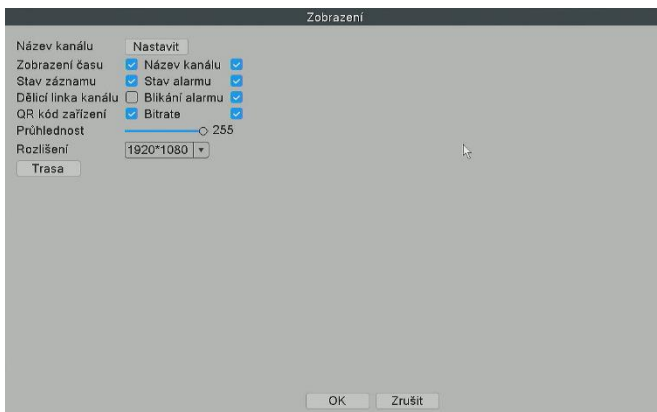 Zobrazení
Název kanálu Nastavit
Zobrazení času Název kanálu
Stav záznamu Stav alarmu
Dělicí linka kanálu Blikání alarmu
QR kód zařízení Bitrate
Průhlednost 255
Rozlišení 1920*1080
Trasa
OK Zrušit